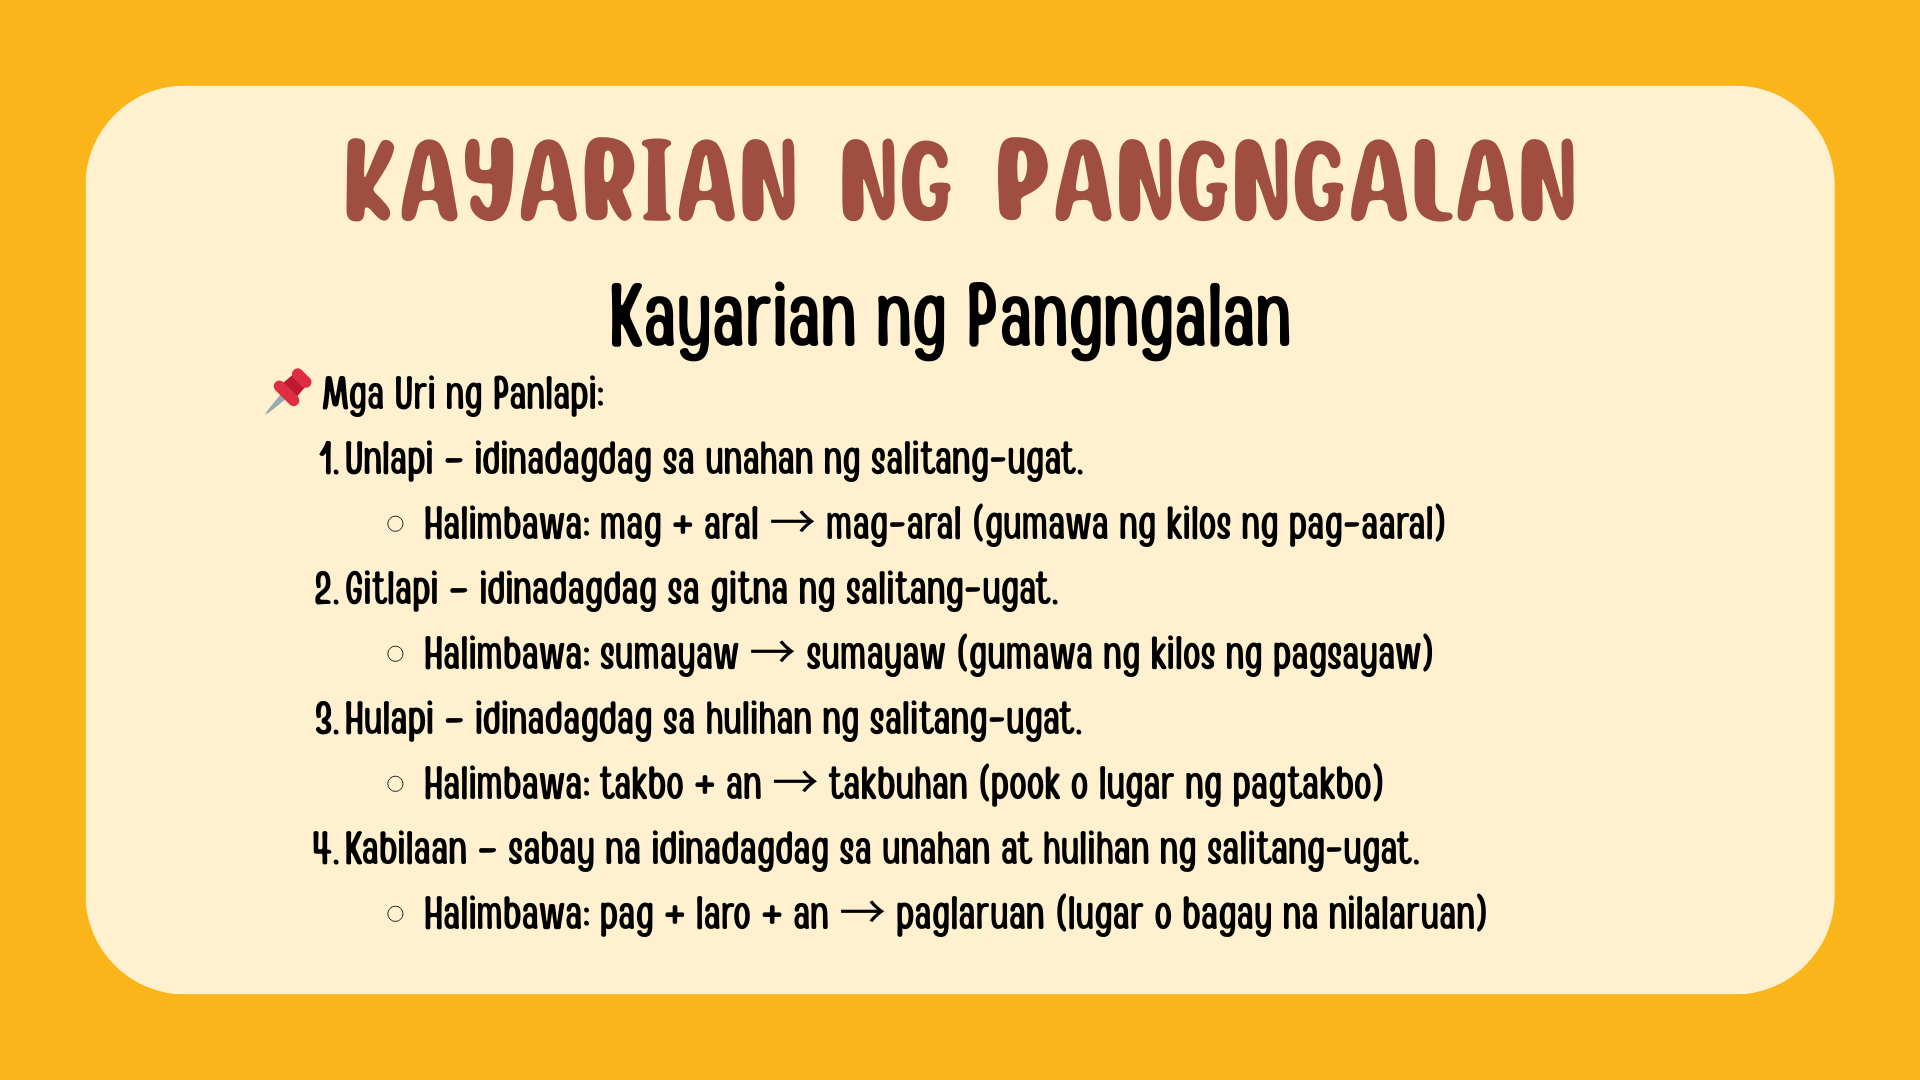 KAYARIAN NG PANGNGALAN
Kayarian ng Pangngalan
📌 Mga Uri ng Panlapi:
1. Unlapi – idinadagdag sa unahan ng salitang-ugat.
○ Halimbawa: mag + aral → mag-aral (gumawa ng kilos ng pag-aaral)
2. Gitlapi – idinadagdag sa gitna ng salitang-ugat.
○ Halimbawa: sumayaw → sumayaw (gumawa ng kilos ng pagsayaw)
3. Hulapi – idinadagdag sa hulihan ng salitang-ugat.
○ Halimbawa: takbo + an → takbuhan (pook o lugar ng pagtakbo)
4. Kabilaan – sabay na idinadagdag sa unahan at hulihan ng salitang-ugat.
○ Halimbawa: pag + laro + an → paglaruan (lugar o bagay na nilalaruan)